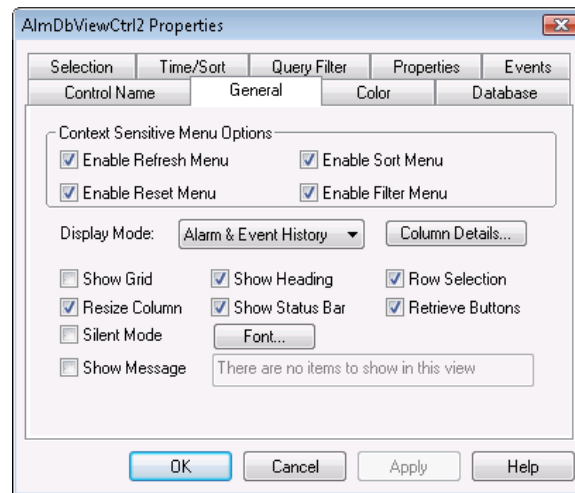 AlmDbViewCtrl2 Properties
Selection Time/Sort Query Filter Properties Events
Control Name General Color Database
Context Sensitive Menu Options
Enable Refresh Menu Enable Sort Menu
Enable Reset Menu Enable Filter Menu
Display Mode: Alarm & Event History Column Details...
Show Grid Show Heading Row Selection
Resize Column Show Status Bar Retrieve Buttons
Silent Mode Font...
Show Message There are no items to show in this view
OK Cancel Apply Help